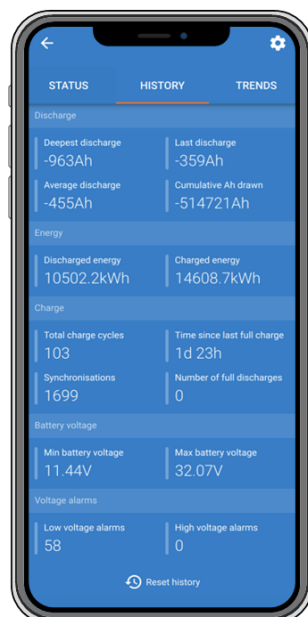 STATUS HISTORY TRENDS
Discharge
Deepest discharge Last discharge
-963Ah -359Ah
Average discharge Cumulative Ah drawn
-455Ah -514721Ah
Energy
Discharged energy Charged energy
10502.2kWh 14608.7kWh
Charge
Total charge cycles Time since last full charge
103 1d 23h
Synchronisations Number of full discharges
1699 0
Battery voltage
Min battery voltage Max battery voltage
11.44V 32.07V
Voltage alarms
Low voltage alarms High voltage alarms
58 0
Reset history